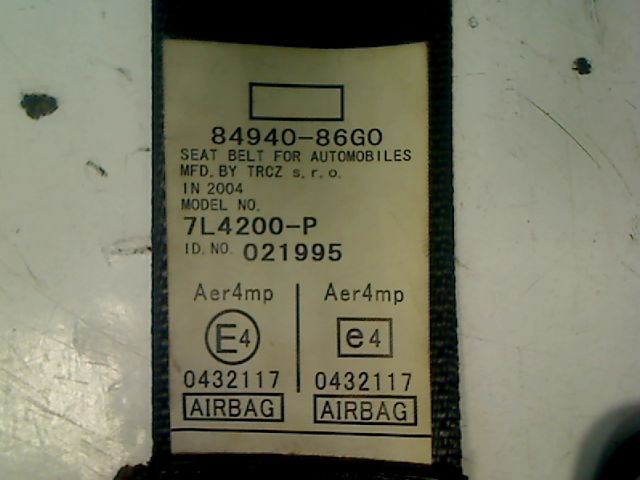 84940-86G0
SEAT BELT FOR AUTOMOBILES
MFD. BY TRCZ s. r. o.
IN 2004
MODEL NO.
7L4200-P
ID. NO. 021995
Aer4mp
E4
0432117
AIRBAG
Aer4mp
e4
0432117
AIRBAG